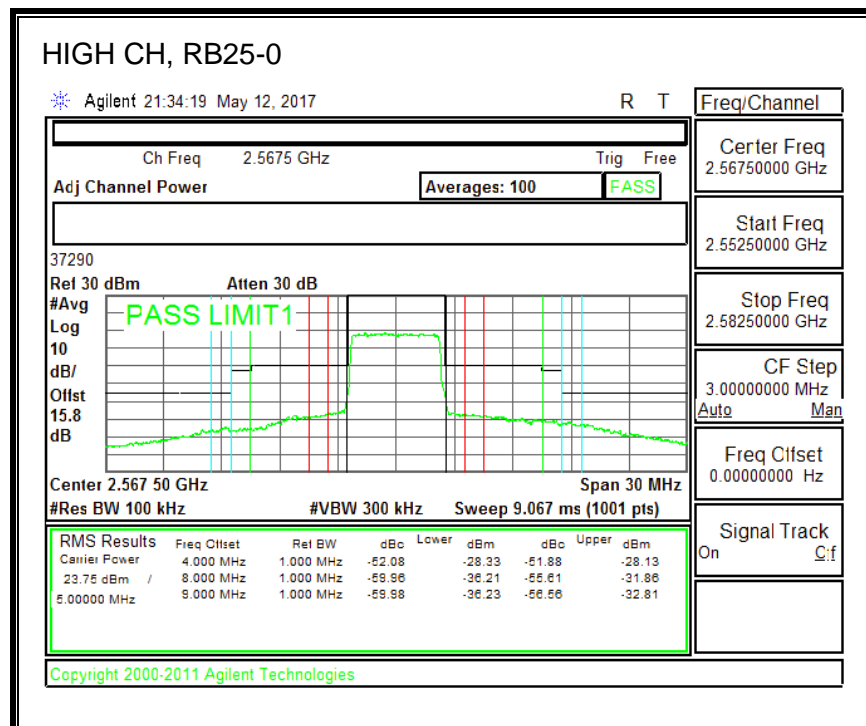 HIGH CH, RB25-0
Agilent 21:34:19 May 12, 2017 R T
Freq/Channel
Ch Freq 2.5675 GHz Trig Free
Adj Channel Power Averages: 100 PASS
Center Freq
2.56750000 GHz
Start Freq
2.55250000 GHz
Stop Freq
2.58250000 GHz
CF Step
3.00000000 MHz
Auto Man
Freq Offset
0.00000000 Hz
Signal Track
On Off
37290
Ref 30 dBm Atten 30 dB
#Avg
Log
10
dB/
Offst
15.8
dB
PASS LIMIT1
Center 2.567 50 GHz Span 30 MHz
#Res BW 100 kHz #VBW 300 kHz Sweep 9.067 ms (1001 pts)
RMS Results Freq Offset Ref BW dBc Lower dBm dBc Upper dBm
Carrier Power 4.000 MHz 1.000 MHz -52.08 -28.33 -51.88 -28.13
23.75 dBm / 8.000 MHz 1.000 MHz -59.96 -36.21 -55.61 -31.86
5.00000 MHz 9.000 MHz 1.000 MHz -59.98 -36.23 -56.56 -32.81
Copyright 2000-2011 Agilent Technologies